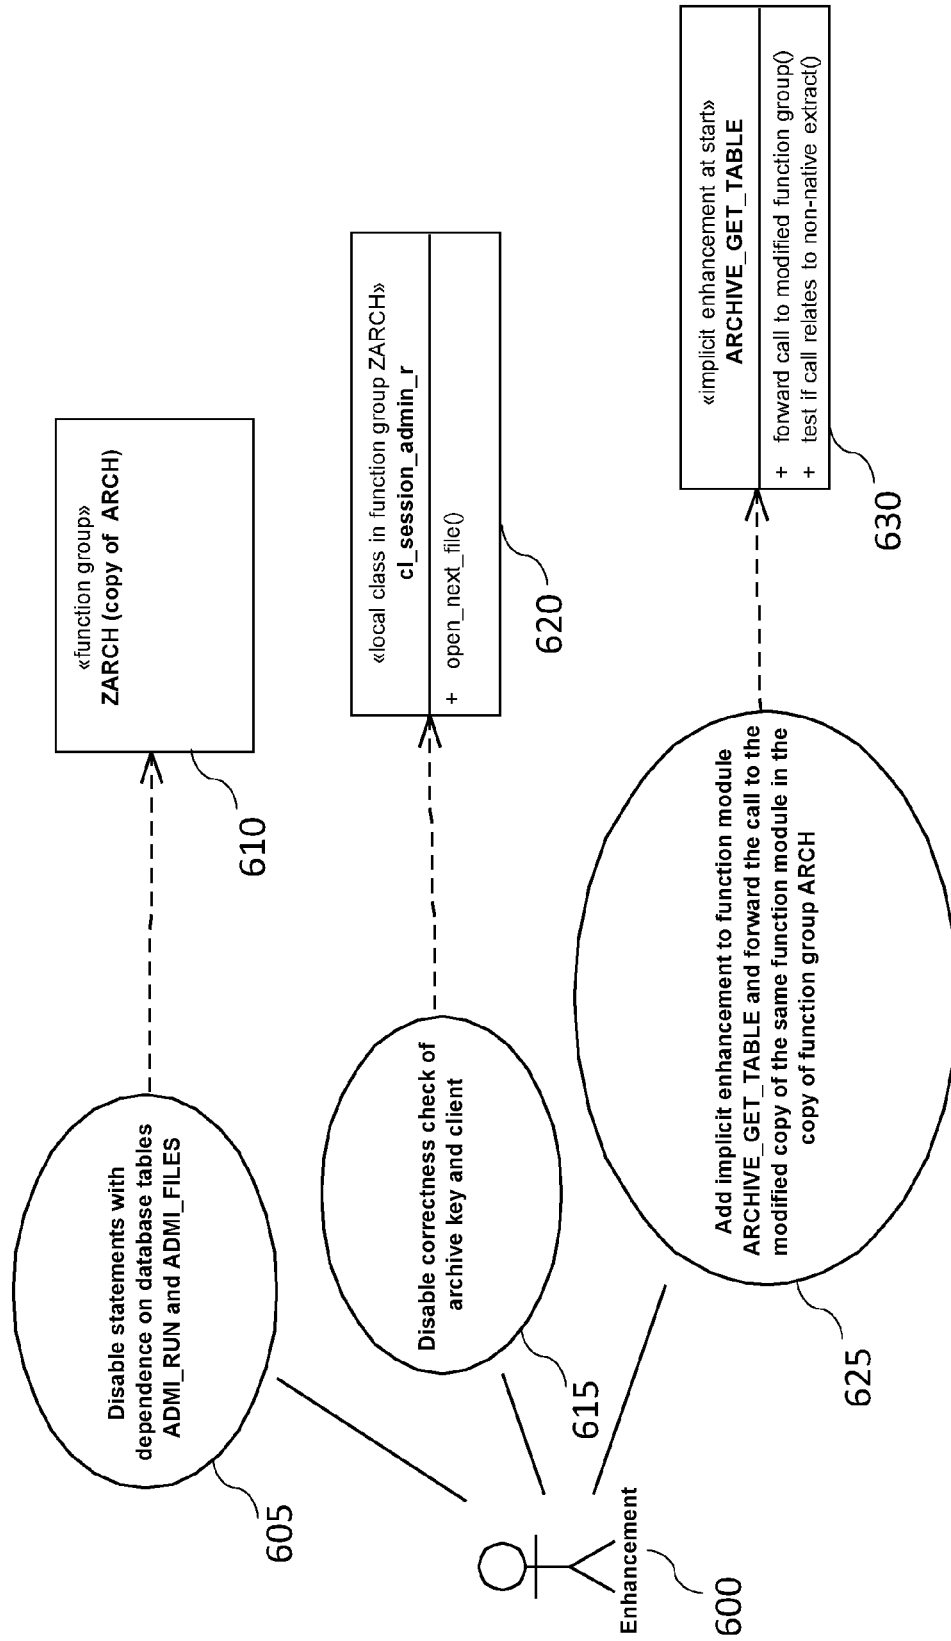 Disable statements with
dependence on database tables
ADMI_RUN and ADMI_FILES
605
«function group»
ZARCH (copy of ARCH)
610
Disable correctness check of
archive key and client
615
«local class in function group ZARCH»
cl_session_admin_r
+ open_next_file()
620
Enhancement
600
Add implicit enhancement to function module
ARCHIVE_GET_TABLE and forward the call to the
modified copy of the same function module in the
copy of function group ARCH
625
«implicit enhancement at start»
ARCHIVE_GET_TABLE
+ forward call to modified function group()
+ test if call relates to non-native extract()
630